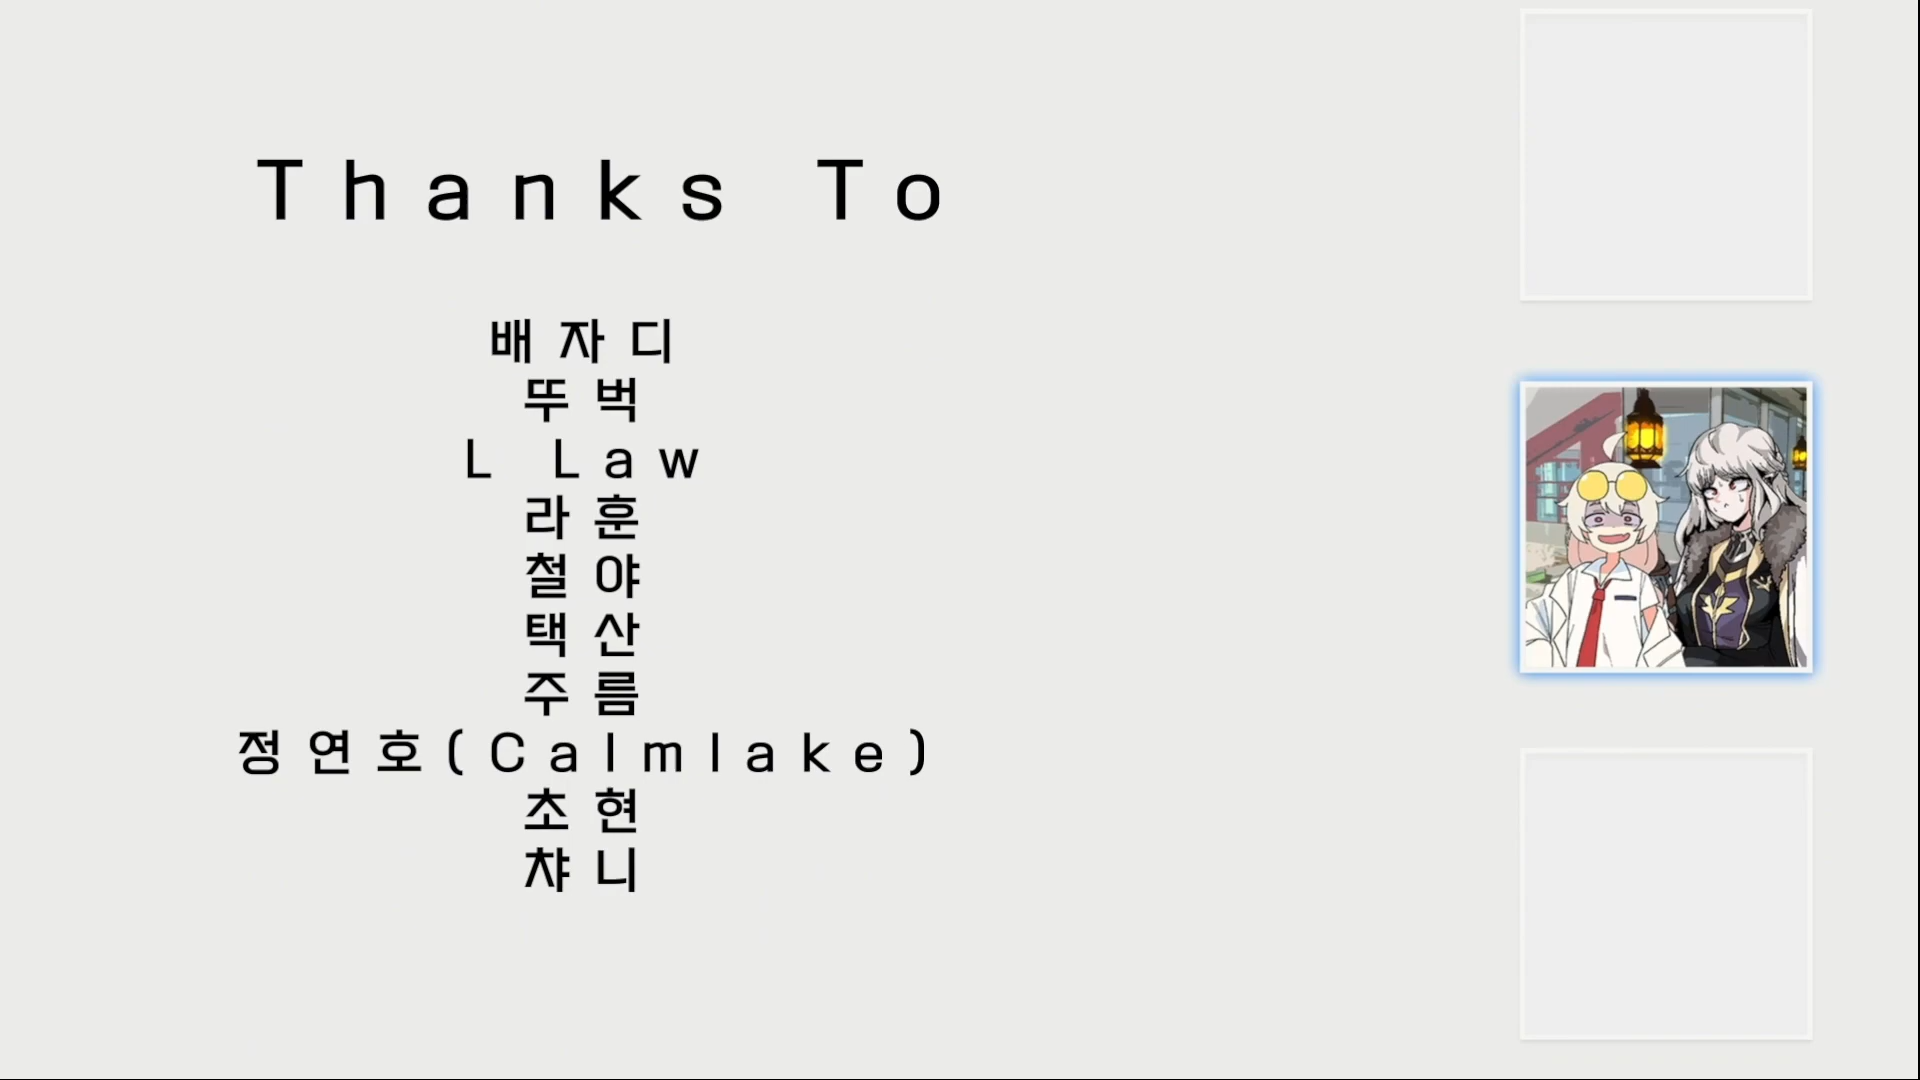 Thanks To
배자디
뚜벅
L Law
라훈
철야
택산
주름
정연호(Calmlake)
초현
챠니